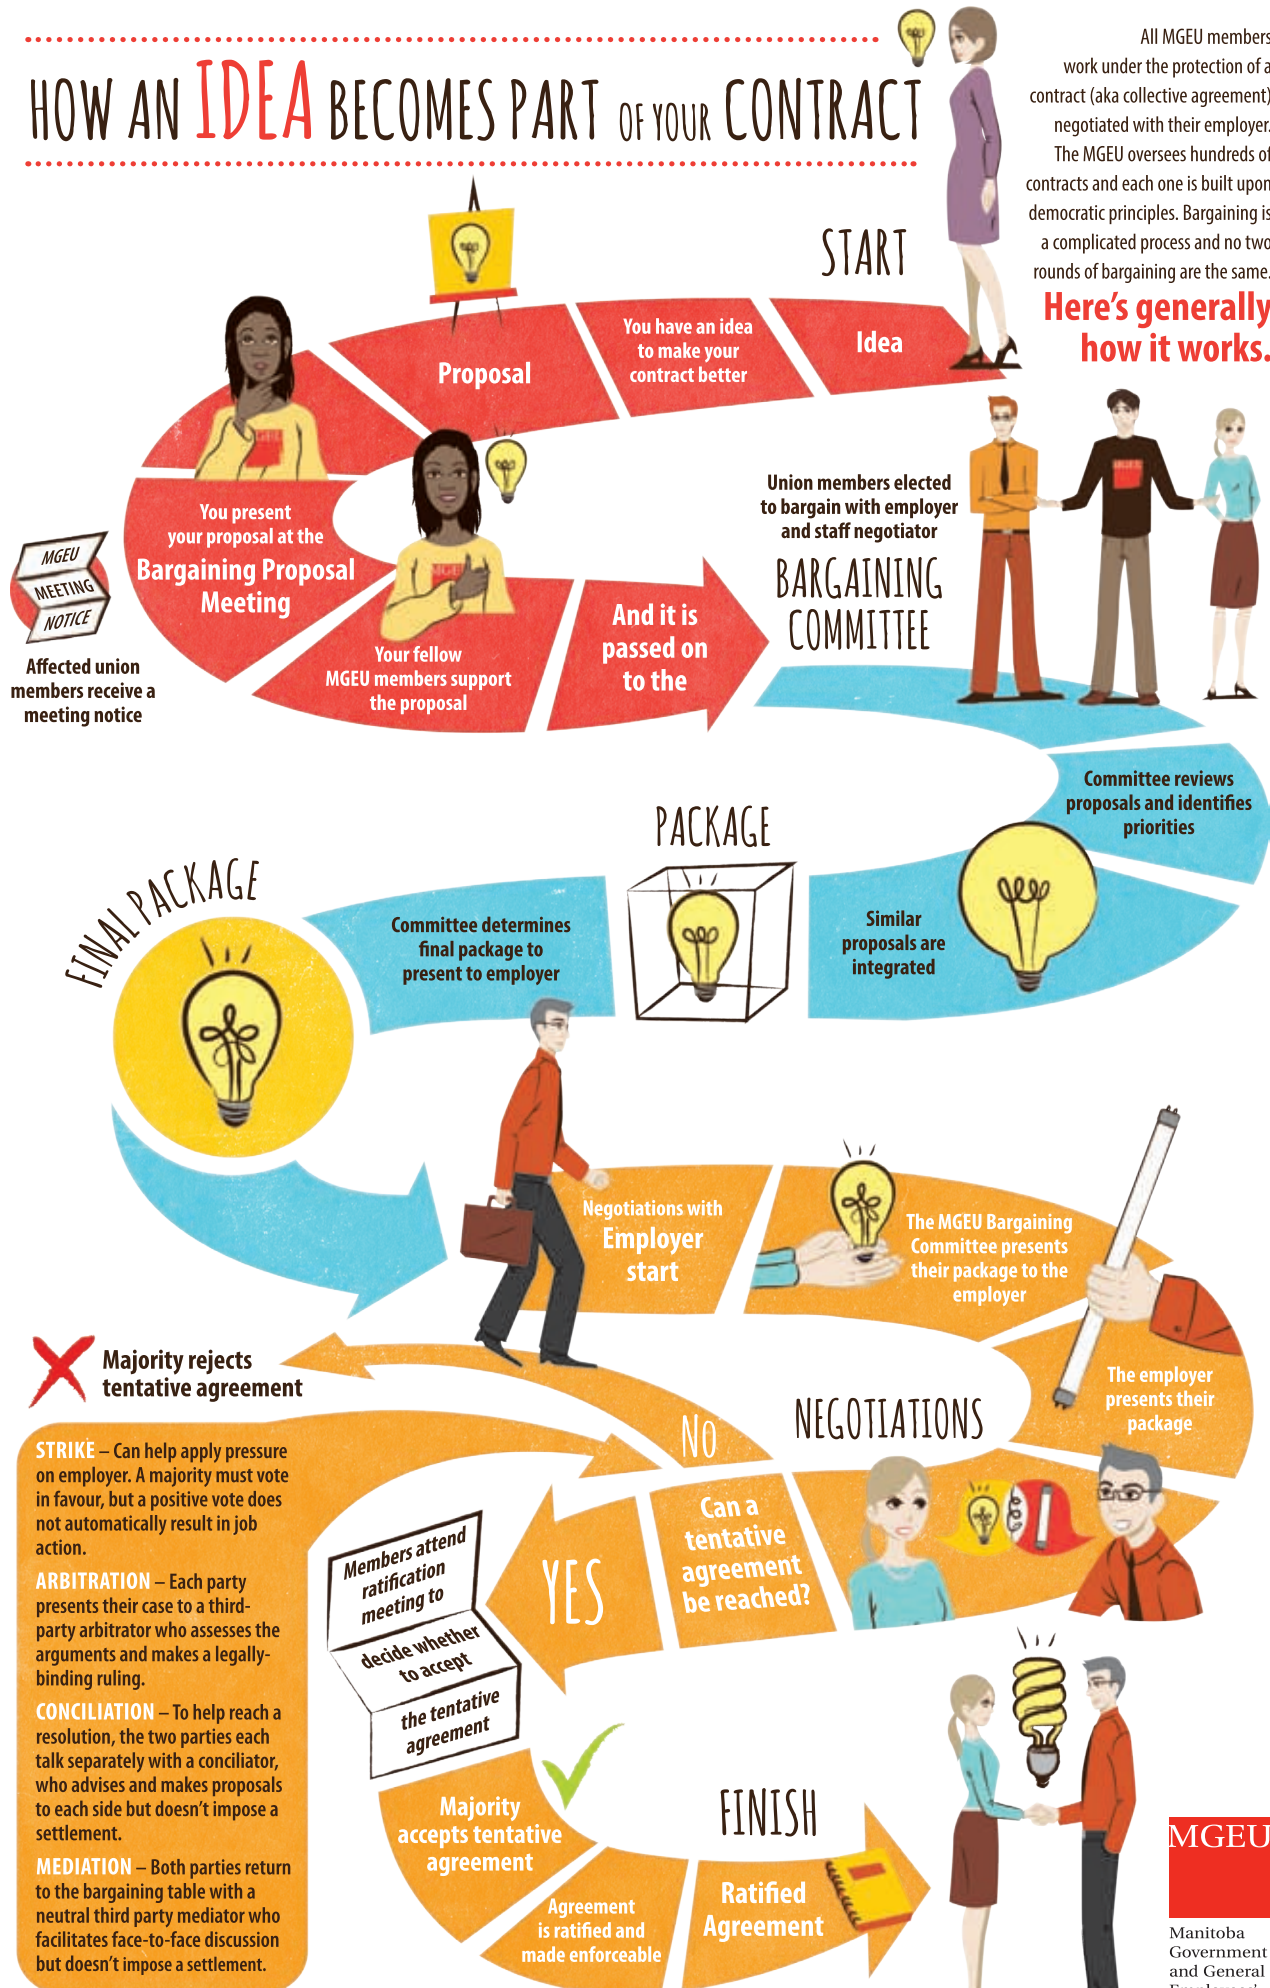 HOW AN IDEA BECOMES PART OF YOUR CONTRACT
All MGEU members
work under the protection of a
contract (aka collective agreement)
negotiated with their employer.
The MGEU oversees hundreds of
contracts and each one is built upon
democratic principles. Bargaining is
a complicated process and no two
rounds of bargaining are the same.
Here's generally
how it works.
START
Idea
You have an idea
to make your
contract better
Proposal
MGEU
MEETING
NOTICE
Affected union
members receive a
meeting notice
You present
your proposal at the
Bargaining Proposal
Meeting
Your fellow
MGEU members support
the proposal
And it is
passed on
to the
Union members elected
to bargain with employer
and staff negotiator
BARGAINING
COMMITTEE
Committee reviews
proposals and identifies
priorities
Similar
proposals are
integrated
PACKAGE
Committee determines
final package to
present to employer
FINAL PACKAGE
Negotiations with
Employer
start
The MGEU Bargaining
Committee presents
their package to the
employer
The employer
presents their
package
NEGOTIATIONS
Can a
tentative
agreement
be reached?
NO
YES
Majority rejects
tentative agreement
STRIKE – Can help apply pressure
on employer. A majority must vote
in favour, but a positive vote does
not automatically result in job
action.
ARBITRATION – Each party
presents their case to a third-
party arbitrator who assesses the
arguments and makes a legally-
binding ruling.
CONCILIATION – To help reach a
resolution, the two parties each
talk separately with a conciliator,
who advises and makes proposals
to each side but doesn't impose a
settlement.
MEDIATION – Both parties return
to the bargaining table with a
neutral third party mediator who
facilitates face-to-face discussion
but doesn't impose a settlement.
Members attend
ratification
meeting to
decide whether
to accept
the tentative
agreement
Majority
accepts tentative
agreement
Agreement
is ratified and
made enforceable
Ratified
Agreement
FINISH
MGEU
Manitoba
Government
and General